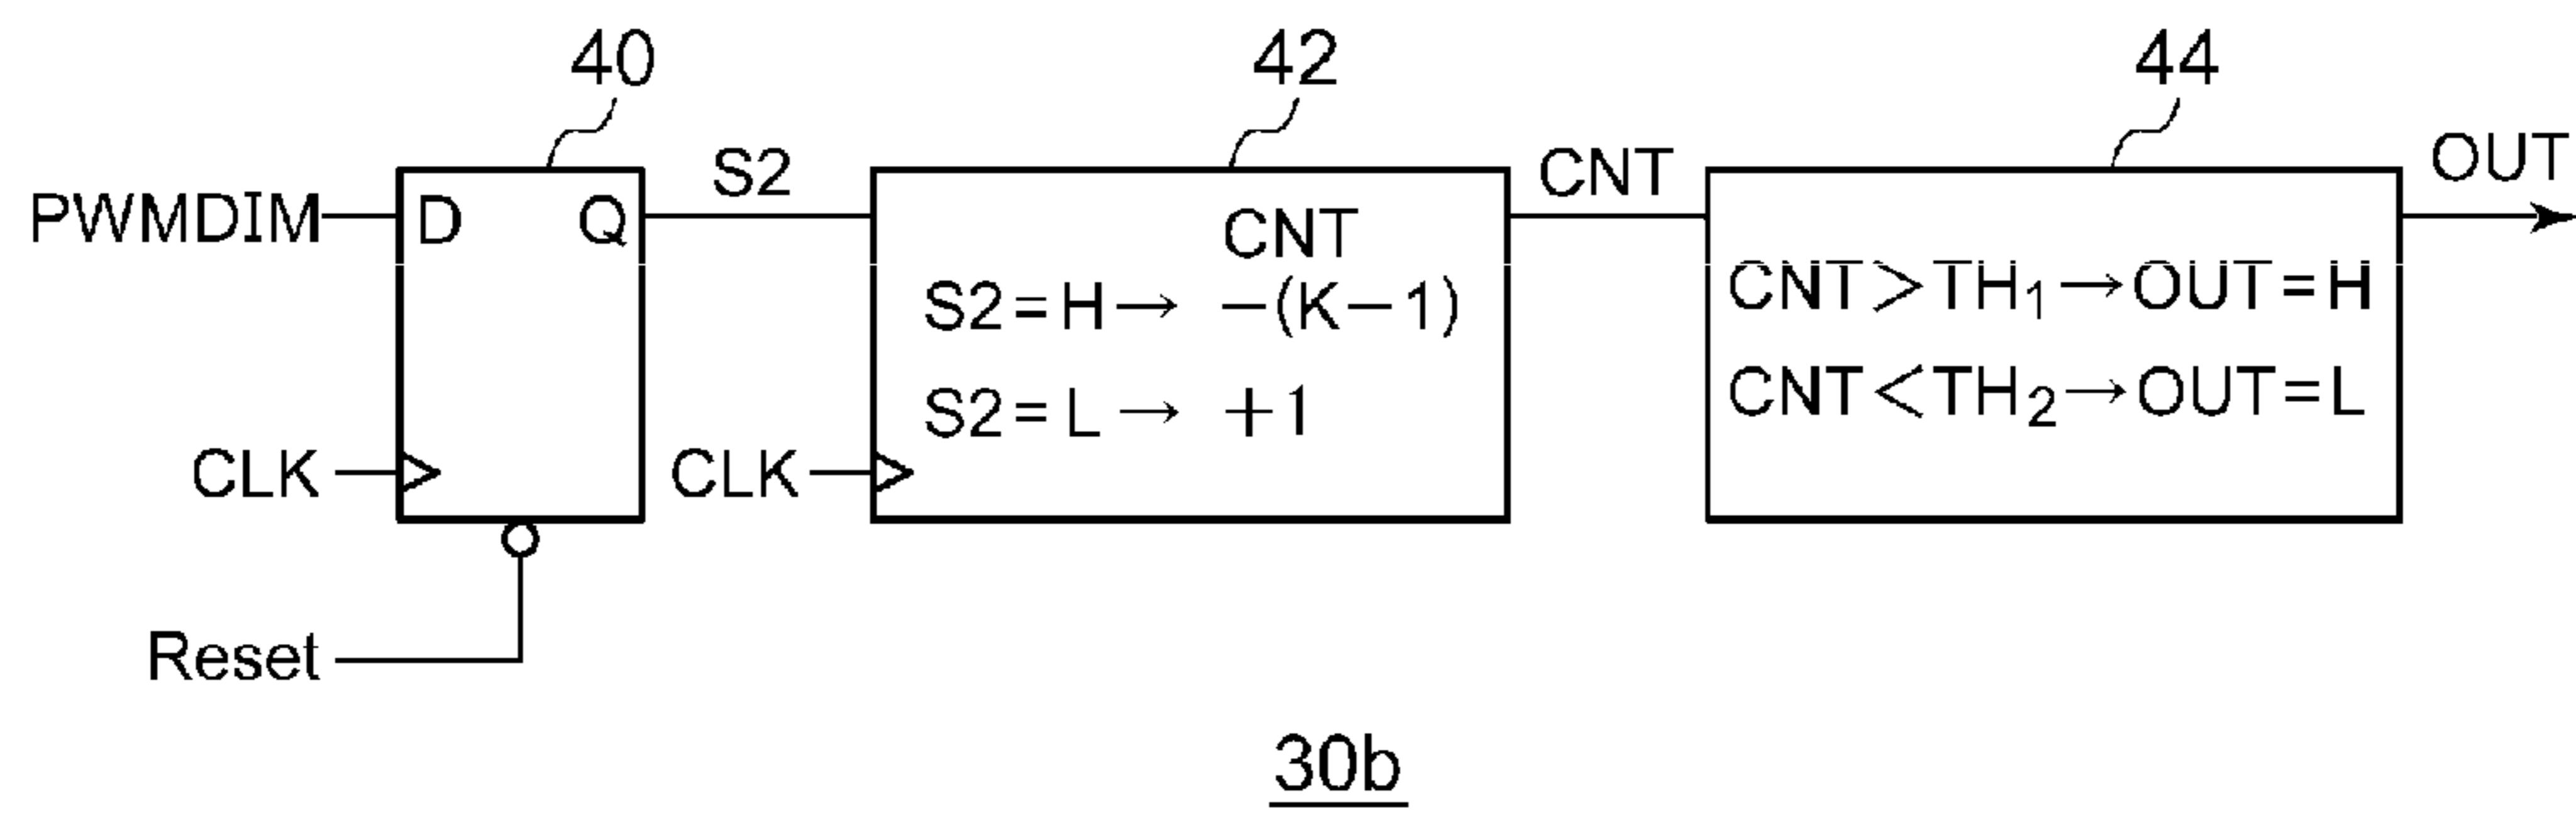 40 42 44
PWMDIM D Q S2 CNT OUT
CNT
S2=H→ −(K−1)
S2=L→ +1
CNT>TH1→OUT=H
CNT<TH2→OUT=L
CLK CLK
Reset
30b